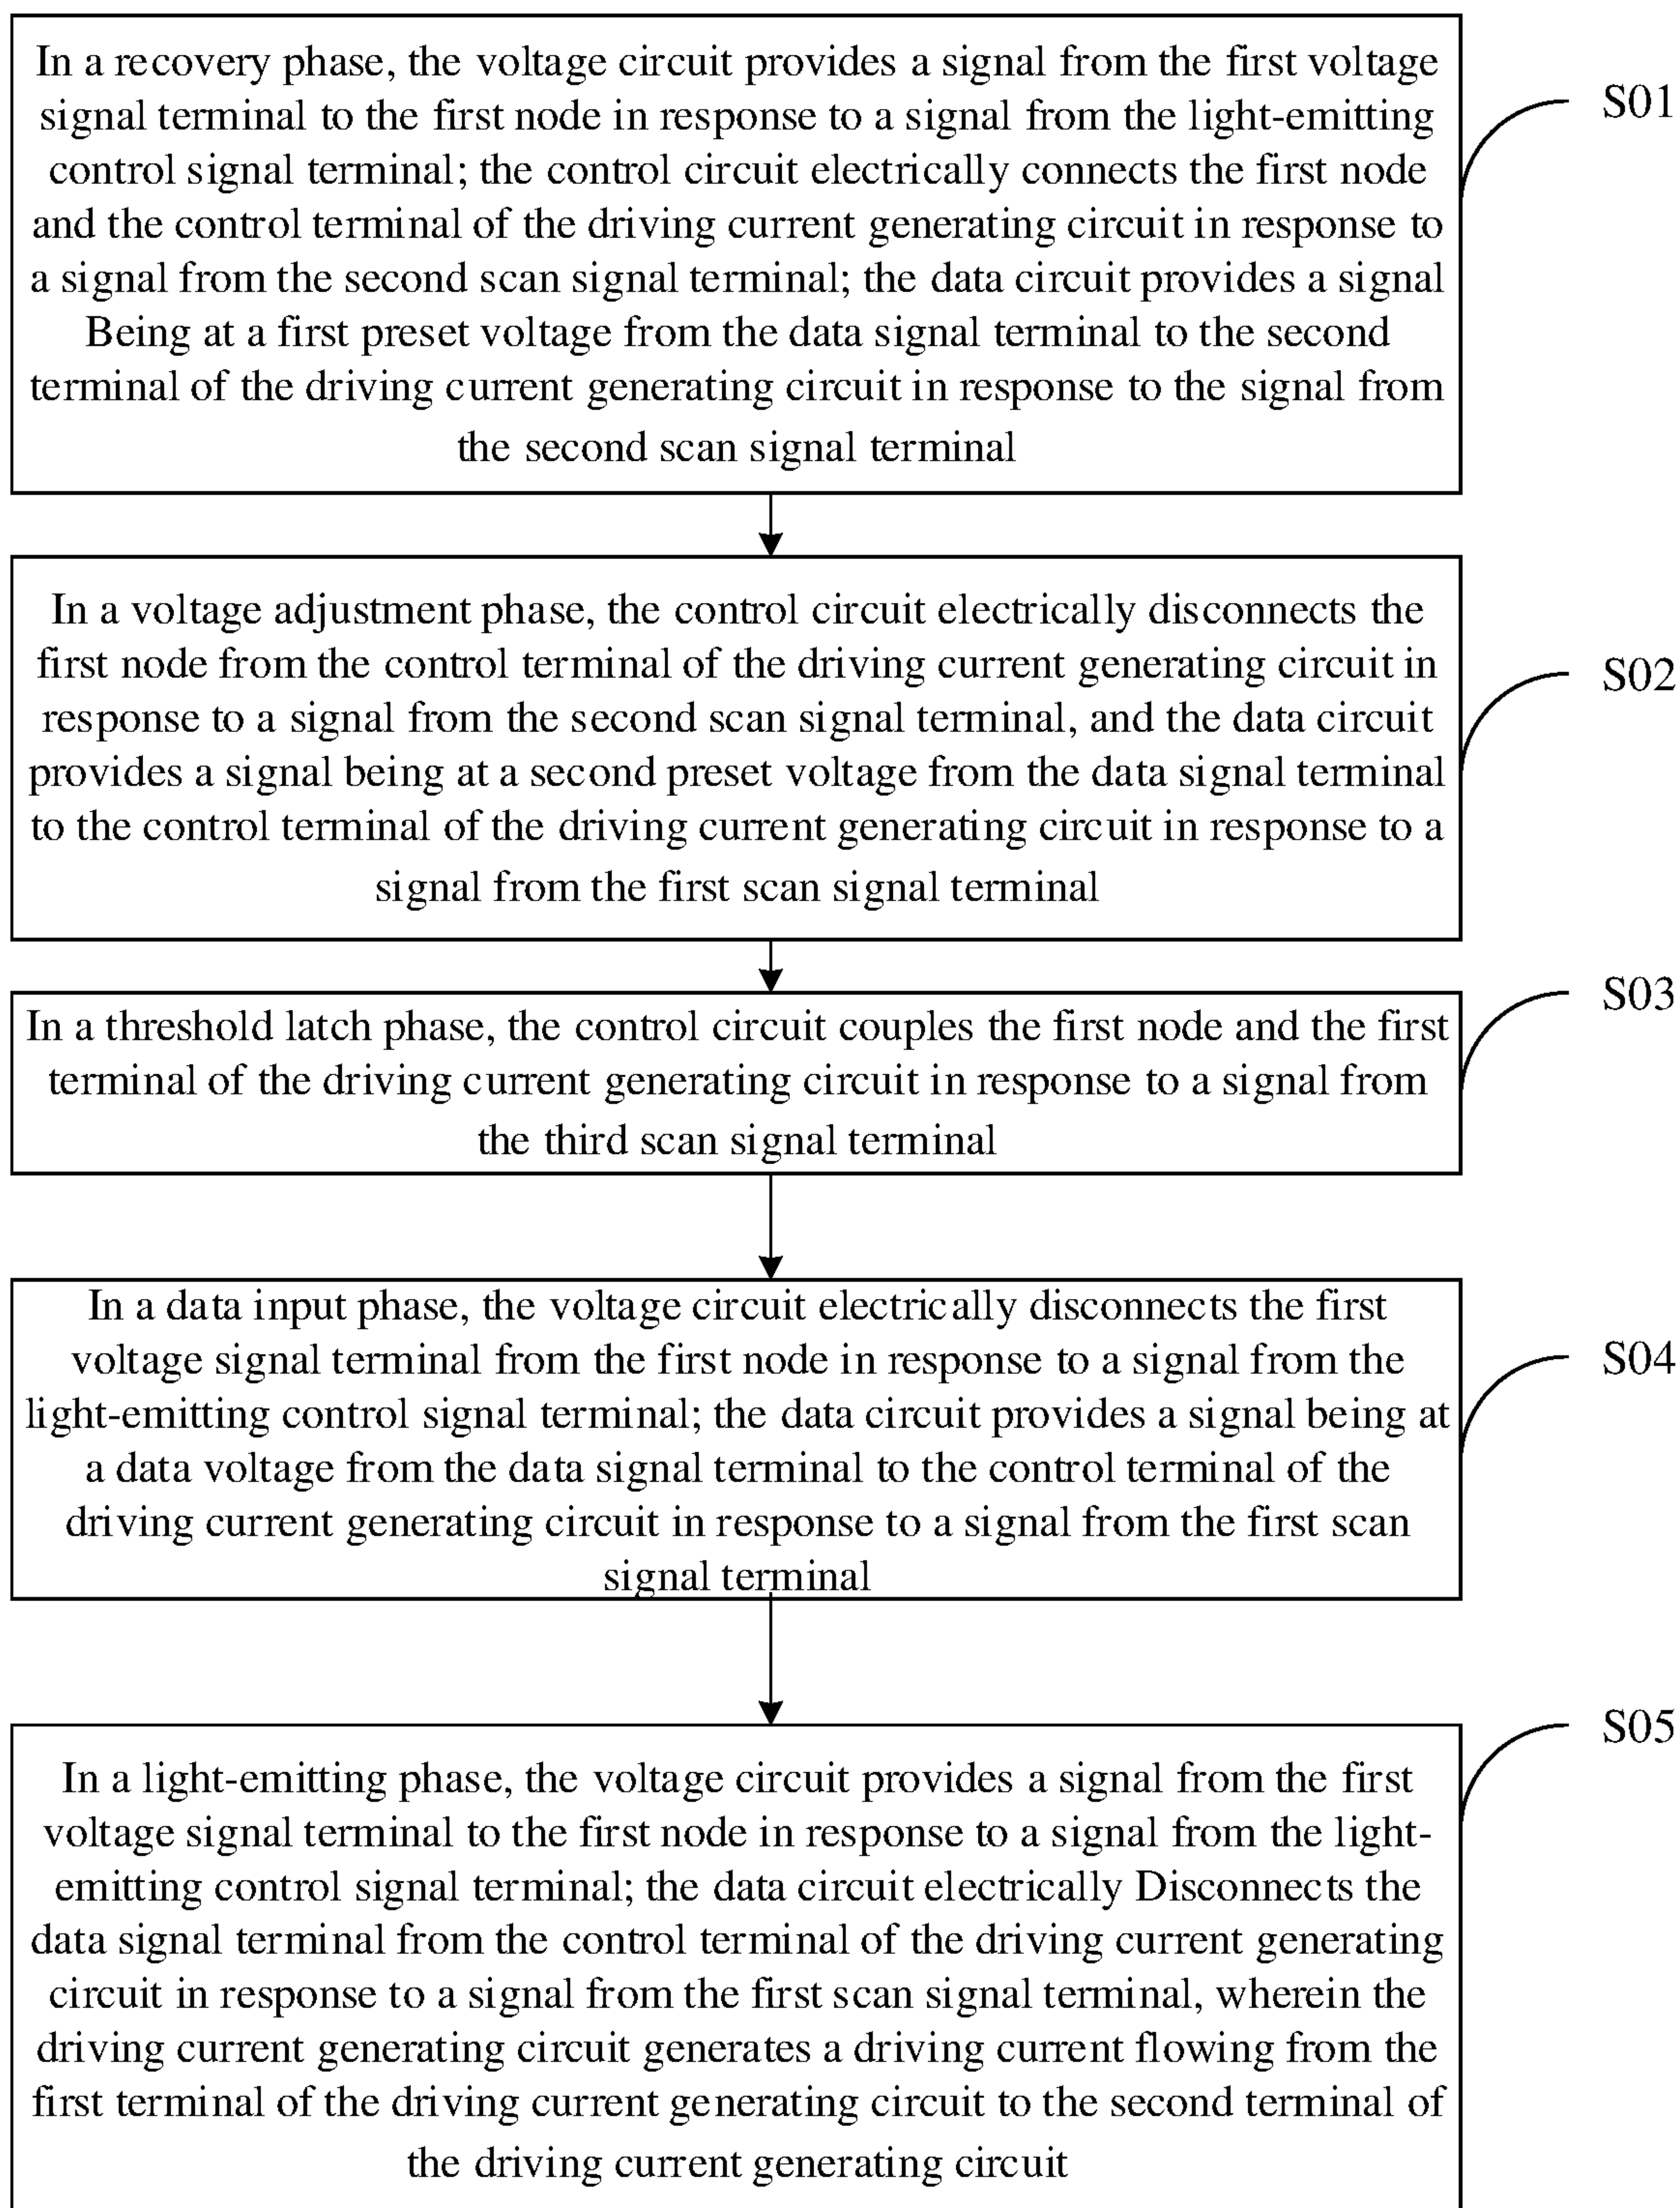 In a recovery phase, the voltage circuit provides a signal from the first voltage
signal terminal to the first node in response to a signal from the light-emitting
control signal terminal; the control circuit electrically connects the first node
and the control terminal of the driving current generating circuit in response to
a signal from the second scan signal terminal; the data circuit provides a signal
Being at a first preset voltage from the data signal terminal to the second
terminal of the driving current generating circuit in response to the signal from
the second scan signal terminal
S01
In a voltage adjustment phase, the control circuit electrically disconnects the
first node from the control terminal of the driving current generating circuit in
response to a signal from the second scan signal terminal, and the data circuit
provides a signal being at a second preset voltage from the data signal terminal
to the control terminal of the driving current generating circuit in response to a
signal from the first scan signal terminal
S02
In a threshold latch phase, the control circuit couples the first node and the first
terminal of the driving current generating circuit in response to a signal from
the third scan signal terminal
S03
In a data input phase, the voltage circuit electrically disconnects the first
voltage signal terminal from the first node in response to a signal from the
light-emitting control signal terminal; the data circuit provides a signal being at
a data voltage from the data signal terminal to the control terminal of the
driving current generating circuit in response to a signal from the first scan
signal terminal
S04
In a light-emitting phase, the voltage circuit provides a signal from the first
voltage signal terminal to the first node in response to a signal from the light-
emitting control signal terminal; the data circuit electrically Disconnects the
data signal terminal from the control terminal of the driving current generating
circuit in response to a signal from the first scan signal terminal, wherein the
driving current generating circuit generates a driving current flowing from the
first terminal of the driving current generating circuit to the second terminal of
the driving current generating circuit
S05